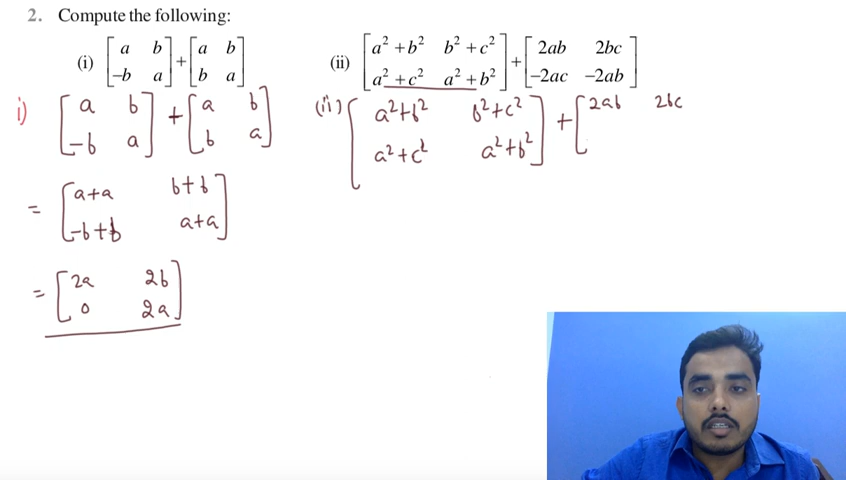 2. Compute the following:
(i) [a b −b a] + [a b b a] (ii) [a² + b² b² + c² a² + c² a² + b²] + [2ab 2bc −2ac −2ab]
i) [a b −b a] + [a b b a] (ii) [a²+b² b²+c² a²+c² a²+b²] + [2ab 2bc
= [a+a b+b −b+b a+a]
= [2a 2b 0 2a]